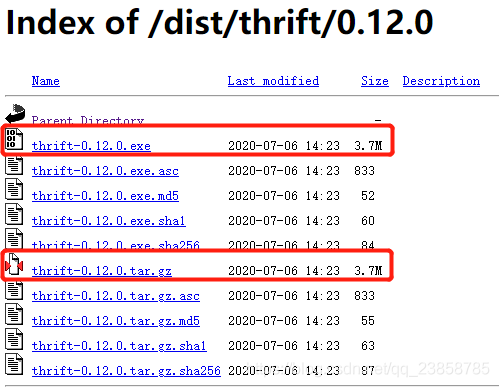 Index of /dist/thrift/0.12.0
Name Last modified Size Description
Parent Directory -
thrift-0.12.0.exe 2020-07-06 14:23 3.7M
thrift-0.12.0.exe.asc 2020-07-06 14:23 833
thrift-0.12.0.exe.md5 2020-07-06 14:23 52
thrift-0.12.0.exe.sha1 2020-07-06 14:23 60
thrift-0.12.0.exe.sha256 2020-07-06 14:23 84
thrift-0.12.0.tar.gz 2020-07-06 14:23 3.7M
thrift-0.12.0.tar.gz.asc 2020-07-06 14:23 833
thrift-0.12.0.tar.gz.md5 2020-07-06 14:23 55
thrift-0.12.0.tar.gz.sha1 2020-07-06 14:23 63
thrift-0.12.0.tar.gz.sha256 2020-07-06 14:23 87